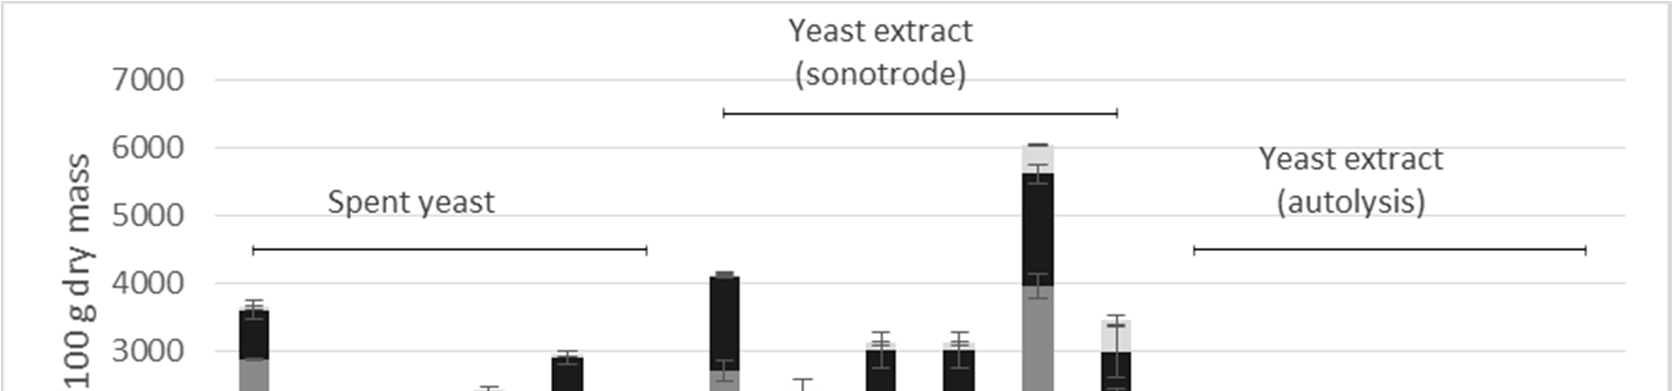 Yeast extract
(sonotrode)
7000
6000
Yeast extract
(autolysis)
Spent yeast
5000
4000
3000
100 g dry mass